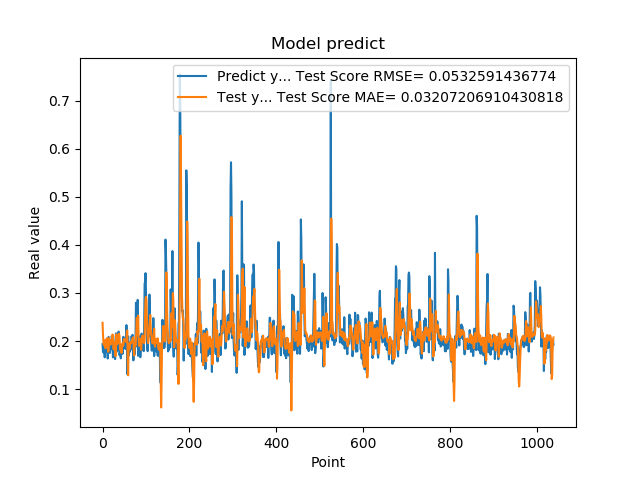 Model predict
Predict y... Test Score RMSE= 0.0532591436774
Test y... Test Score MAE= 0.03207206910430818
0.7
0.6
0.5
0.4
0.3
0.2
0.1
Real value
0 200 400 600 800 1000
Point